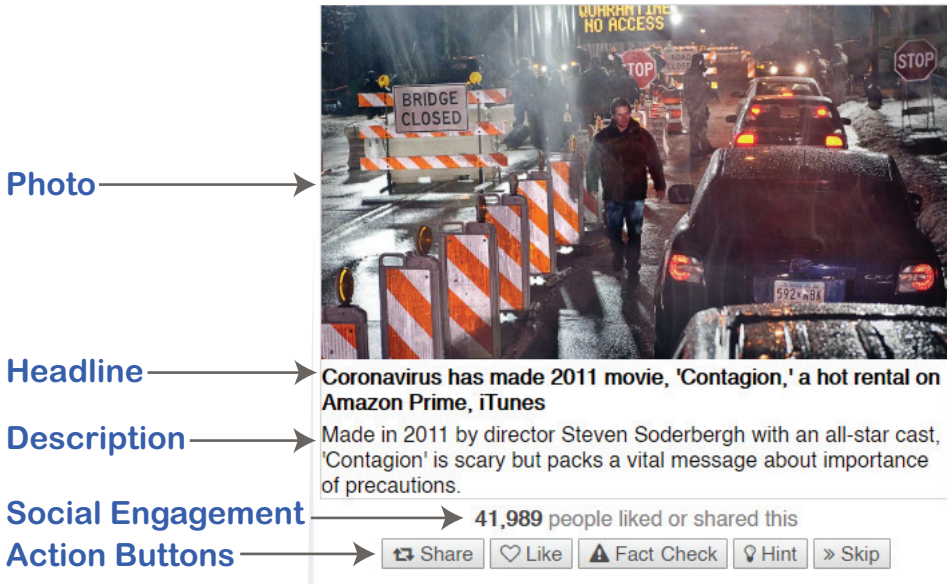 QUARANTINE
NO ACCESS
STOP
ROAD
CLOSED
STOP
BRIDGE
CLOSED
Photo
Headline
Coronavirus has made 2011 movie, 'Contagion,' a hot rental on
Amazon Prime, iTunes
Description
Made in 2011 by director Steven Soderbergh with an all-star cast,
'Contagion' is scary but packs a vital message about importance
of precautions.
Social Engagement
41,989 people liked or shared this
Action Buttons
Share Like Fact Check Hint » Skip